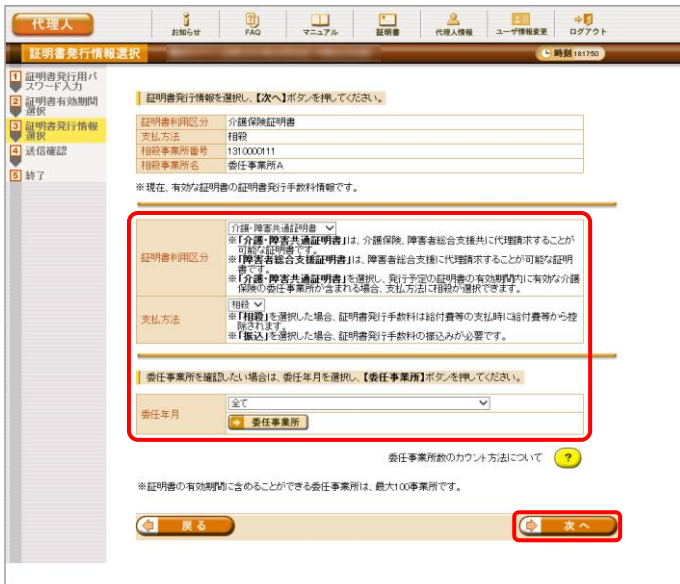 代理人
お知らせ
FAQ
マニュアル
証明書
代理人情報
ユーザ情報変更
ログアウト
証明書発行情報選択
時刻 18:17:50
1 証明書発行用パスワード入力
2 証明書有効期間選択
3 証明書発行情報選択
4 送信確認
5 終了
証明書発行情報を選択し、【次へ】ボタンを押してください。
証明書利用区分 介護保険証明書
支払方法 相殺
相殺事業所番号 1310000111
相殺事業所名 委任事業所A
※現在、有効な証明書の証明書発行手数料情報です。
証明書利用区分
介護・障害共通証明書
※「介護・障害共通証明書」は、介護保険、障害者総合支援共に代理請求することが
可能な証明書です。
※「障害者総合支援証明書」は、障害者総合支援に代理請求することが可能な証明
書です。
※「介護・障害共通証明書」を選択し、発行予定の証明書の有効期間内に有効な介護
保険の委任事業所が含まれる場合、支払方法に相殺が選択できます。
支払方法
相殺
※「相殺」を選択した場合、証明書発行手数料は給付費等の支払時に給付費等から控
除されます。
※「振込」を選択した場合、証明書発行手数料の振込みが必要です。
委任事業所を確認したい場合は、委任年月を選択し、【委任事業所】ボタンを押してください。
委任年月
全て
委任事業所
委任事業所数のカウント方法について ?
※証明書の有効期間に含めることができる委任事業所は、最大100事業所です。
戻る
次へ